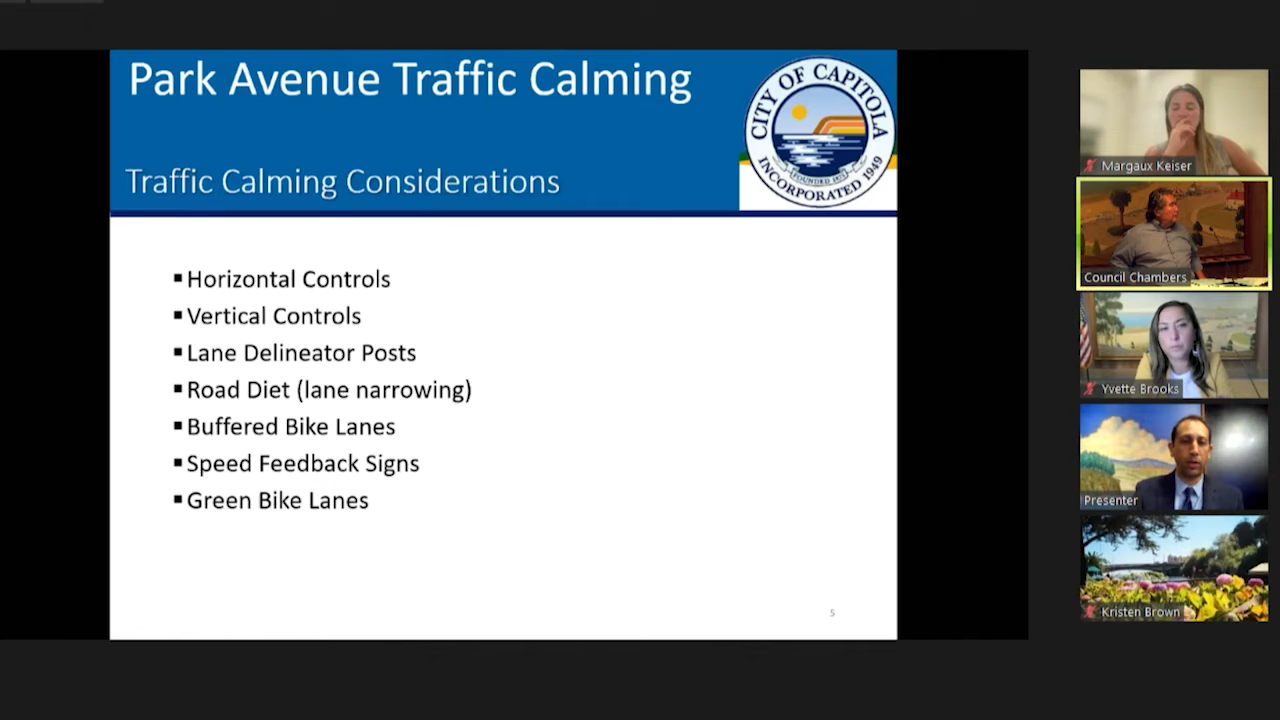 Park Avenue Traffic Calming
Traffic Calming Considerations
CITY OF CAPITOLA
INCORPORATED 1949
Horizontal Controls
Vertical Controls
Lane Delineator Posts
Road Diet (lane narrowing)
Buffered Bike Lanes
Speed Feedback Signs
Green Bike Lanes
5
Margaux Keiser
Council Chambers
Yvette Brooks
Presenter
Kristen Brown